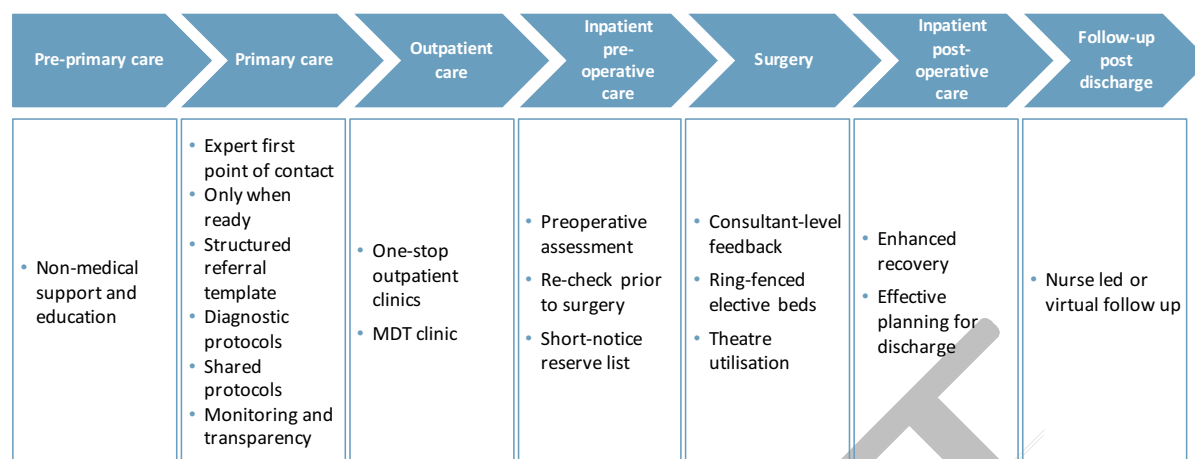 Pre-primary care
Primary care
Outpatient
care
Inpatient
pre-
operative
care
Surgery
Inpatient
post-
operative
care
Follow-up
post
discharge
• Non-medical
support and
education
• Expert first
point of contact
• Only when
ready
• Structured
referral
template
• Diagnostic
protocols
• Shared
protocols
• Monitoring and
transparency
• One-stop
outpatient
clinics
• MDT clinic
• Preoperative
assessment
• Re-check prior
to surgery
• Short-notice
reserve list
• Consultant-level
feedback
• Ring-fenced
elective beds
• Theatre
utilisation
• Enhanced
recovery
• Effective
planning for
discharge
• Nurse led or
virtual follow up